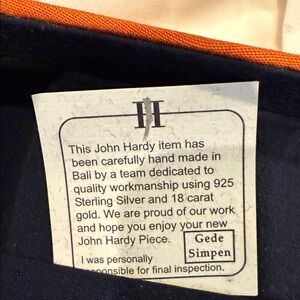 This John Hardy item has
been carefully hand made in
Bali by a team dedicated to
quality workmanship using 925
Sterling Silver and 18 carat
gold. We are proud of our work
and hope you enjoy your new
John Hardy Piece.
Gede
Simpen
I was personally
sponsible for final inspection.